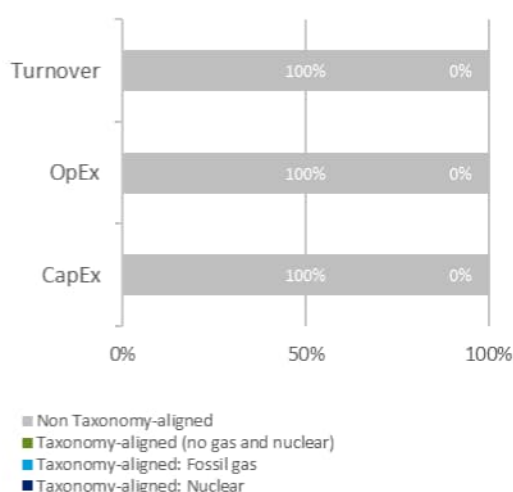 Turnover 100% 0%
OpEx 100% 0%
CapEx 100% 0%
0% 50% 100%
Non Taxonomy-aligned
Taxonomy-aligned (no gas and nuclear)
Taxonomy-aligned: Fossil gas
Taxonomy-aligned: Nuclear